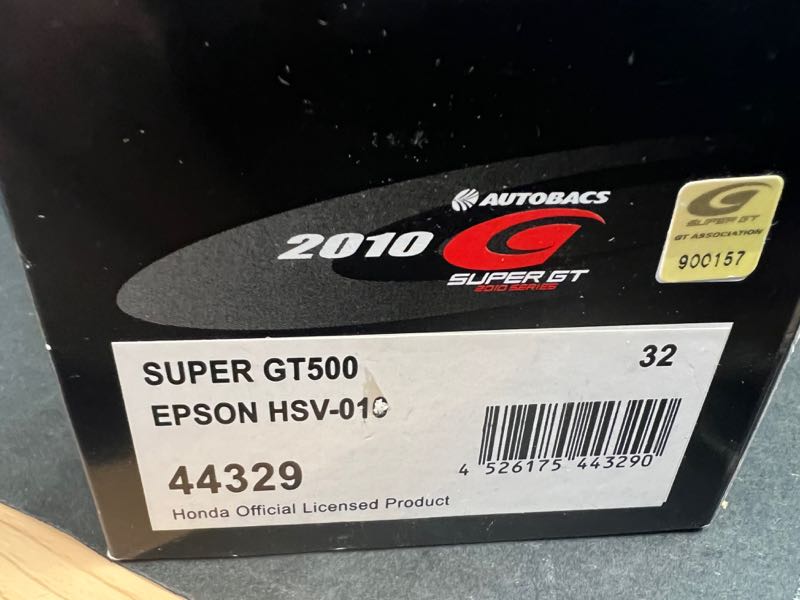 AUTOBACS
2010
SUPER GT
2010 SERIES
SUPER GT
GT ASSOCIATION
900157
SUPER GT500
32
EPSON HSV-010
44329
4 526175 443290
Honda Official Licensed Product